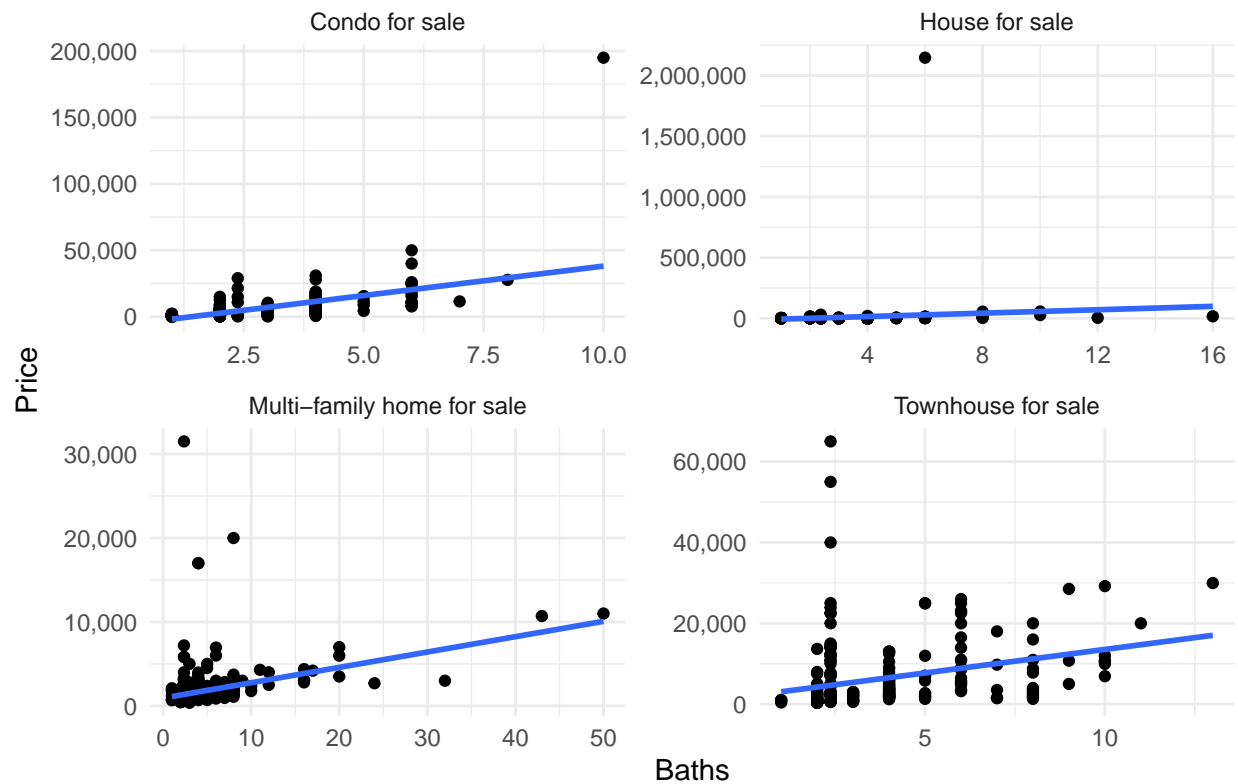 Condo for sale
House for sale
200,000
150,000
100,000
50,000
0
2.5 5.0 7.5 10.0
2,000,000
1,500,000
1,000,000
500,000
0
4 8 12 16
Multi−family home for sale
Townhouse for sale
30,000
20,000
10,000
0
0 10 20 30 40 50
60,000
40,000
20,000
0
5 10
Price
Baths